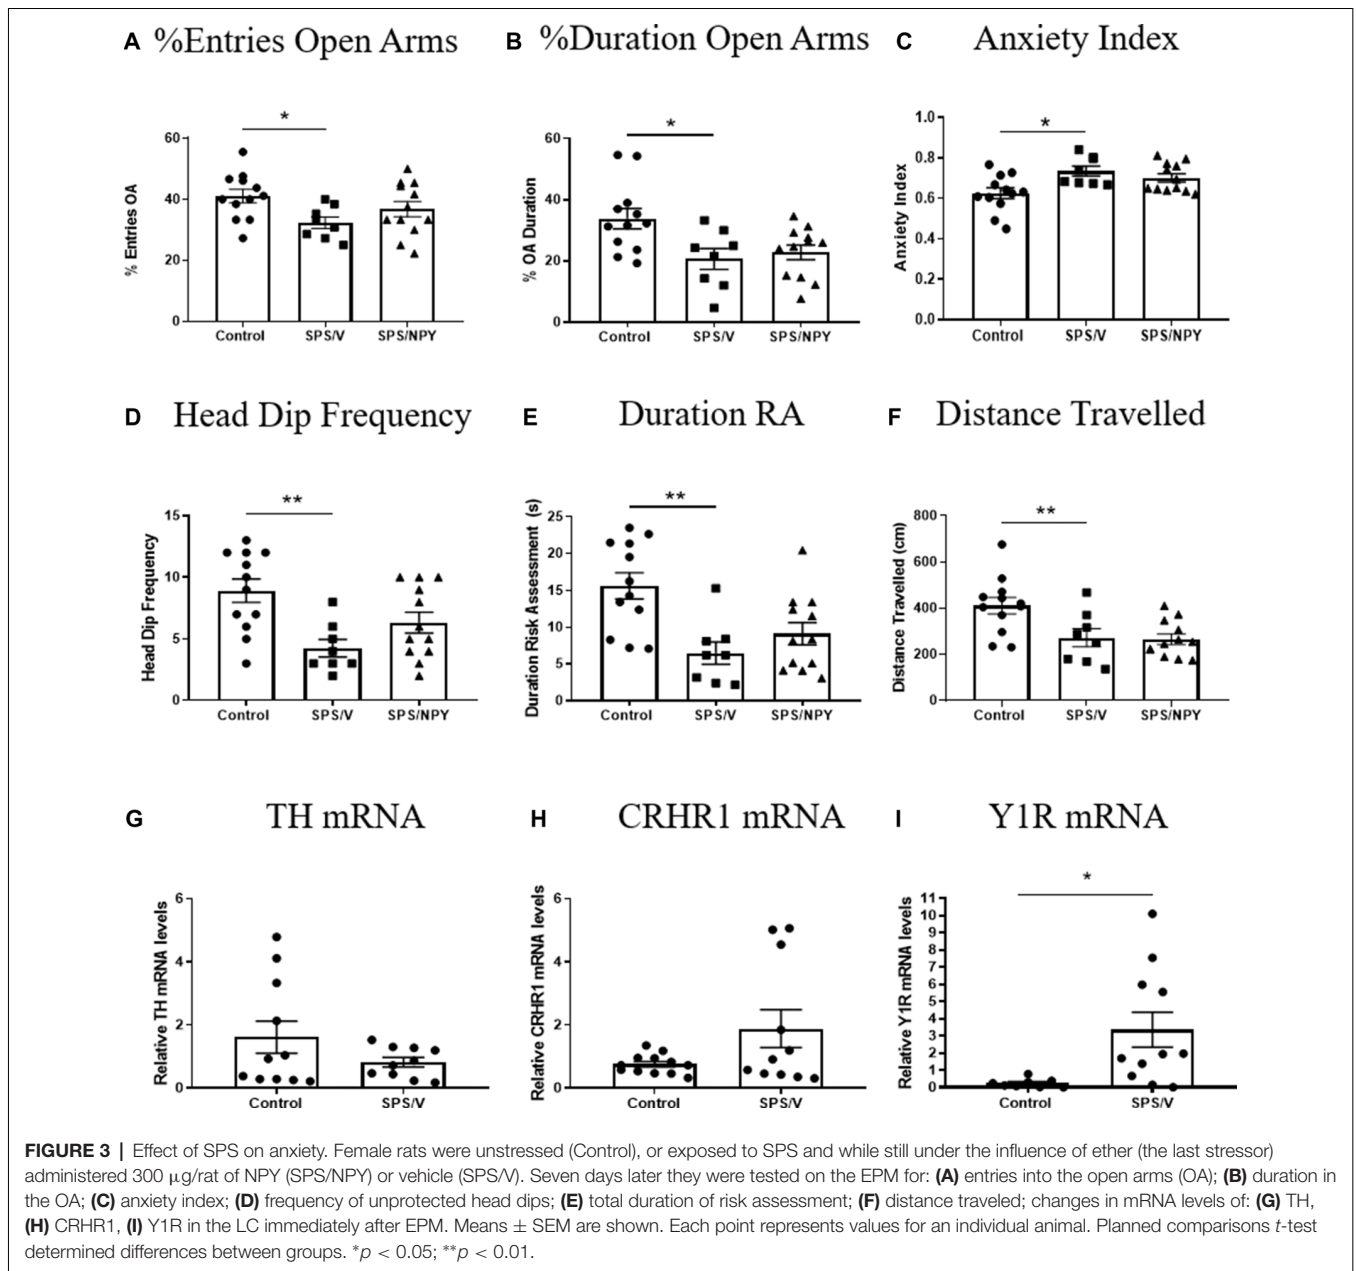 A %Entries Open Arms
*
60
40
20
0
% Entries OA
Control SPS/V SPS/NPY
B %Duration Open Arms
*
60
40
20
0
% OA Duration
Control SPS/V SPS/NPY
C Anxiety Index
*
1.0
0.8
0.6
0.4
0.2
0.0
Anxiety Index
Control SPS/V SPS/NPY
D Head Dip Frequency
**
15
10
5
0
Head Dip Frequency
Control SPS/V SPS/NPY
E Duration RA
**
25
20
15
10
5
0
Duration Risk Assessment (s)
Control SPS/V SPS/NPY
F Distance Travelled
**
800
600
400
200
0
Distance Travelled (cm)
Control SPS/V SPS/NPY
G TH mRNA
6
4
2
0
Relative TH mRNA levels
Control SPS/V
H CRHR1 mRNA
6
4
2
0
Relative CRHR1 mRNA levels
Control SPS/V
I Y1R mRNA
*
11
10
9
8
7
6
5
4
3
2
1
0
Relative Y1R mRNA levels
Control SPS/V
FIGURE 3 | Effect of SPS on anxiety. Female rats were unstressed (Control), or exposed to SPS and while still under the influence of ether (the last stressor)
administered 300 μg/rat of NPY (SPS/NPY) or vehicle (SPS/V). Seven days later they were tested on the EPM for: (A) entries into the open arms (OA); (B) duration in
the OA; (C) anxiety index; (D) frequency of unprotected head dips; (E) total duration of risk assessment; (F) distance traveled; changes in mRNA levels of: (G) TH,
(H) CRHR1, (I) Y1R in the LC immediately after EPM. Means ± SEM are shown. Each point represents values for an individual animal. Planned comparisons t-test
determined differences between groups. *p < 0.05; **p < 0.01.